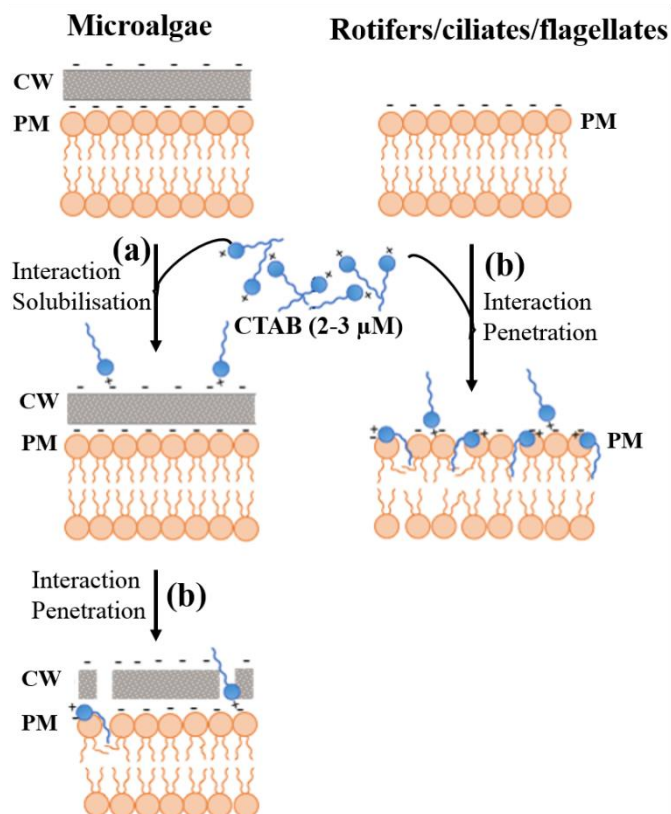 Microalgae
Rotifers/ciliates/flagellates
CW
PM
PM
(a)
Interaction
Solubilisation
CTAB (2-3 µM)
(b)
Interaction
Penetration
CW
PM
PM
Interaction
Penetration
(b)
CW
PM